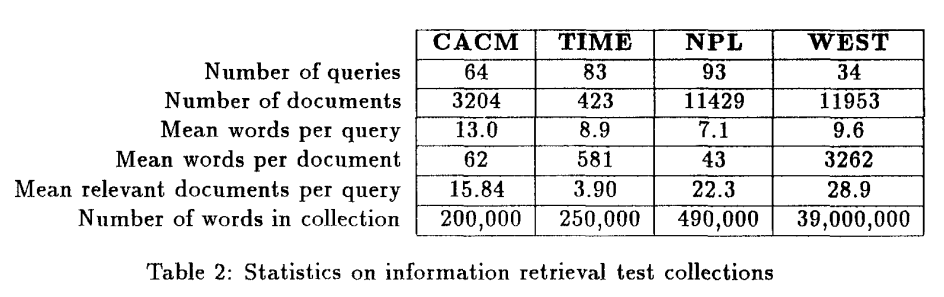 CACM TIME NPL WEST
Number of queries 64 83 93 34
Number of documents 3204 423 11429 11953
Mean words per query 13.0 8.9 7.1 9.6
Mean words per document 62 581 43 3262
Mean relevant documents per query 15.84 3.90 22.3 28.9
Number of words in collection 200,000 250,000 490,000 39,000,000
Table 2: Statistics on information retrieval test collections